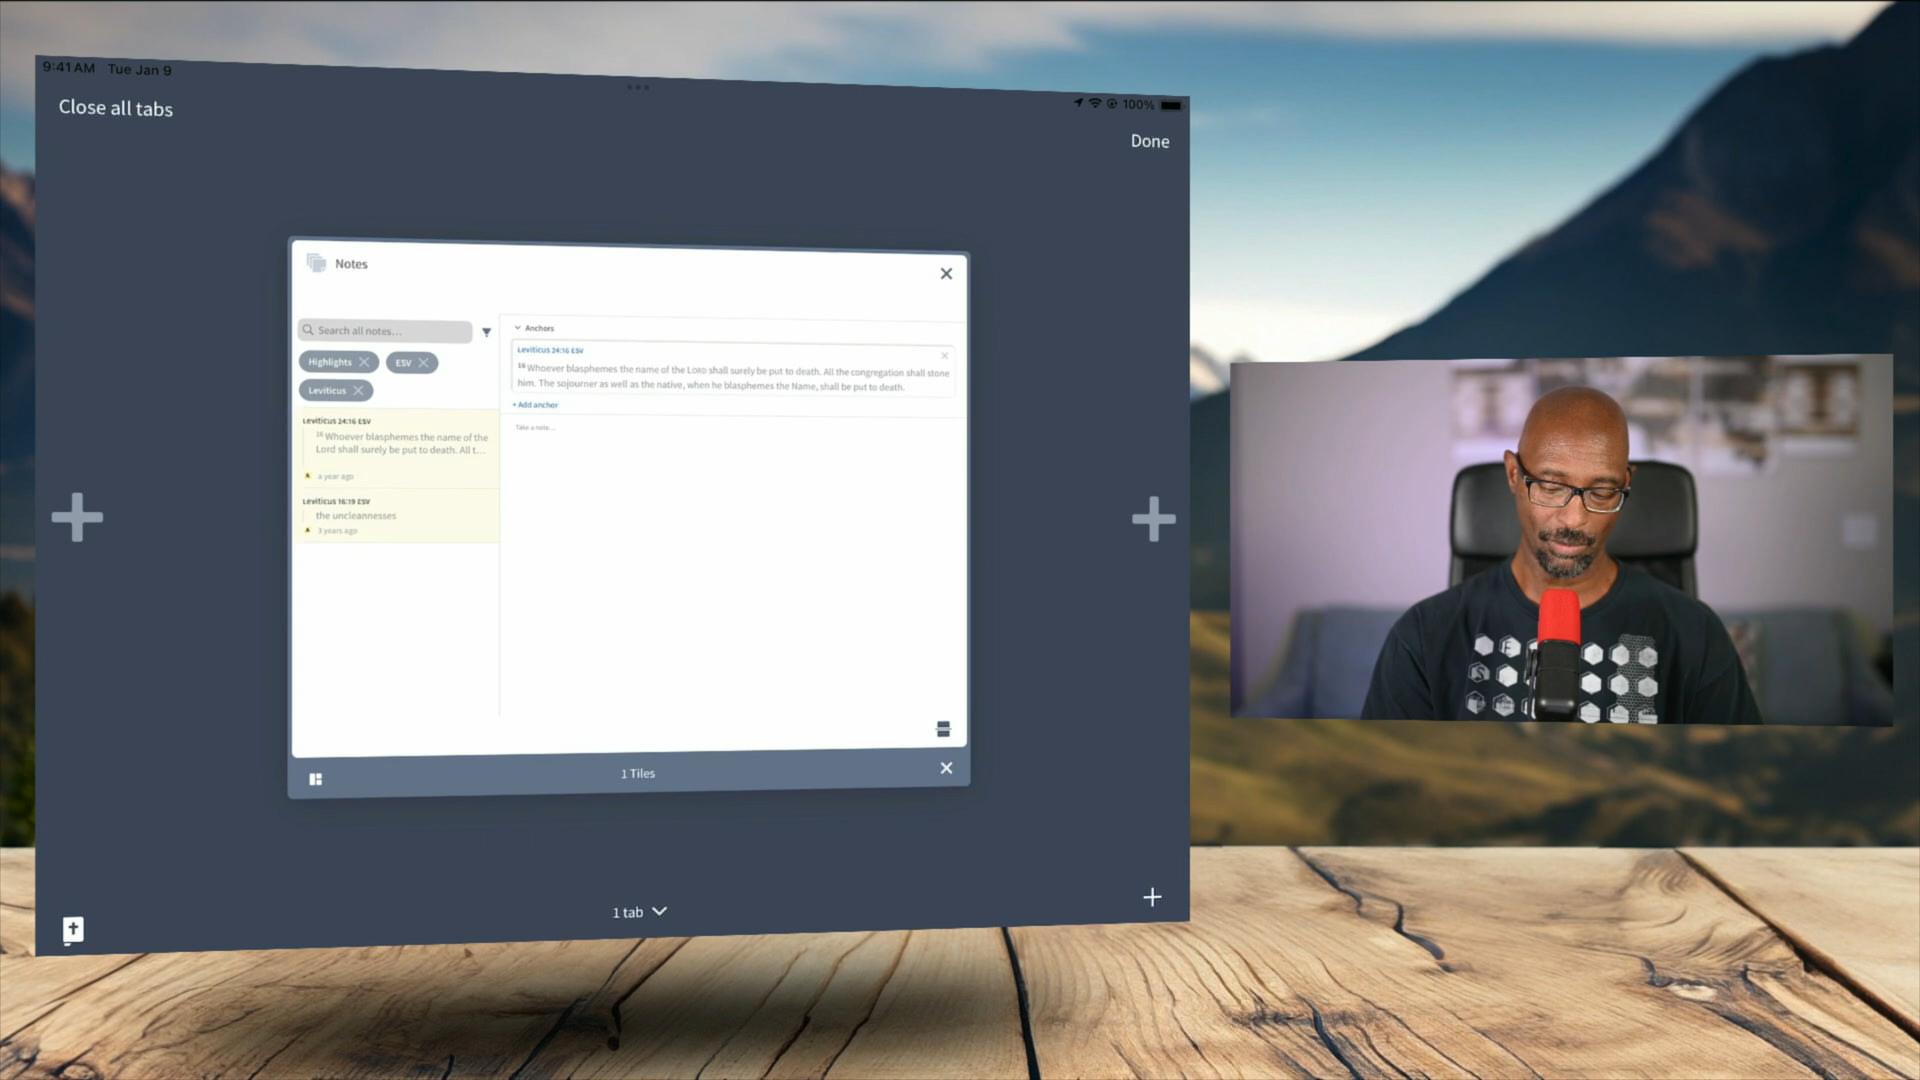 9:41 AM Tue Jan 9
100%
Close all tabs
Done
Notes
Search all notes...
Highlights
ESV
Leviticus
Leviticus 24:16 ESV
16 Whoever blasphemes the name of the
Lord shall surely be put to death. All t...
a year ago
Leviticus 16:19 ESV
the uncleannesses
3 years ago
Anchors
Leviticus 24:16 ESV
16 Whoever blasphemes the name of the LORD shall surely be put to death. All the congregation shall stone
him. The sojourner as well as the native, when he blasphemes the Name, shall be put to death.
+ Add anchor
Take a note...
1 Tiles
1 tab